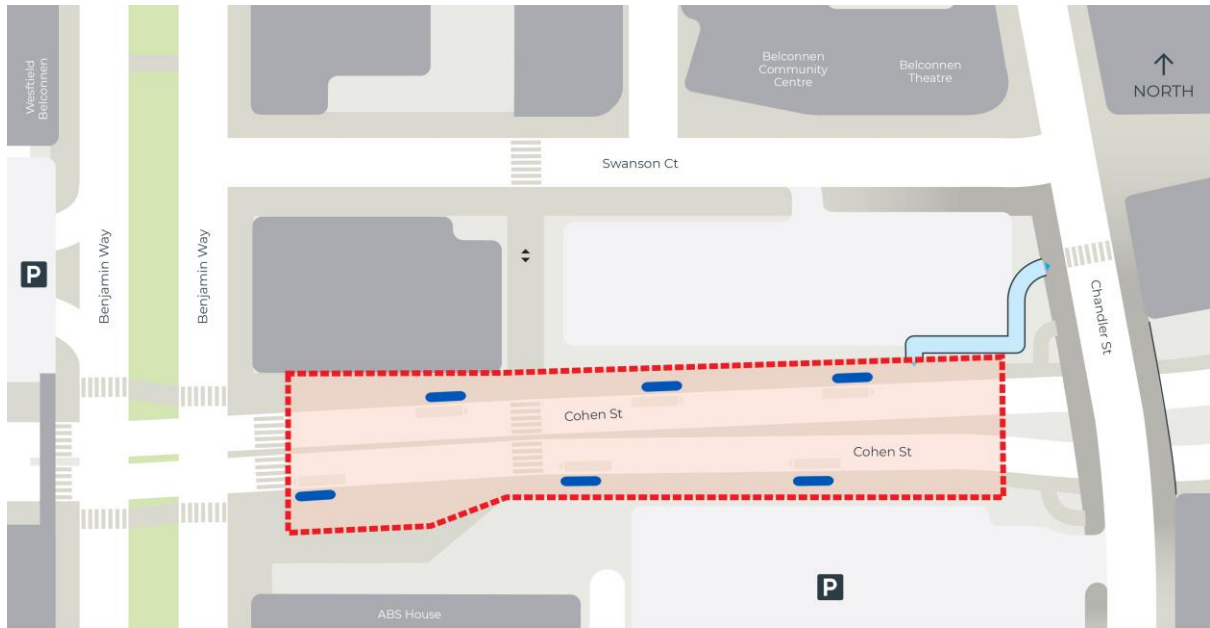 Wesftield
Belconnen
Belconnen
Community
Centre
Belconnen
Theatre
NORTH
Swanson Ct
P
Benjamin Way
Benjamin Way
Chandler St
Cohen St
Cohen St
P
ABS House